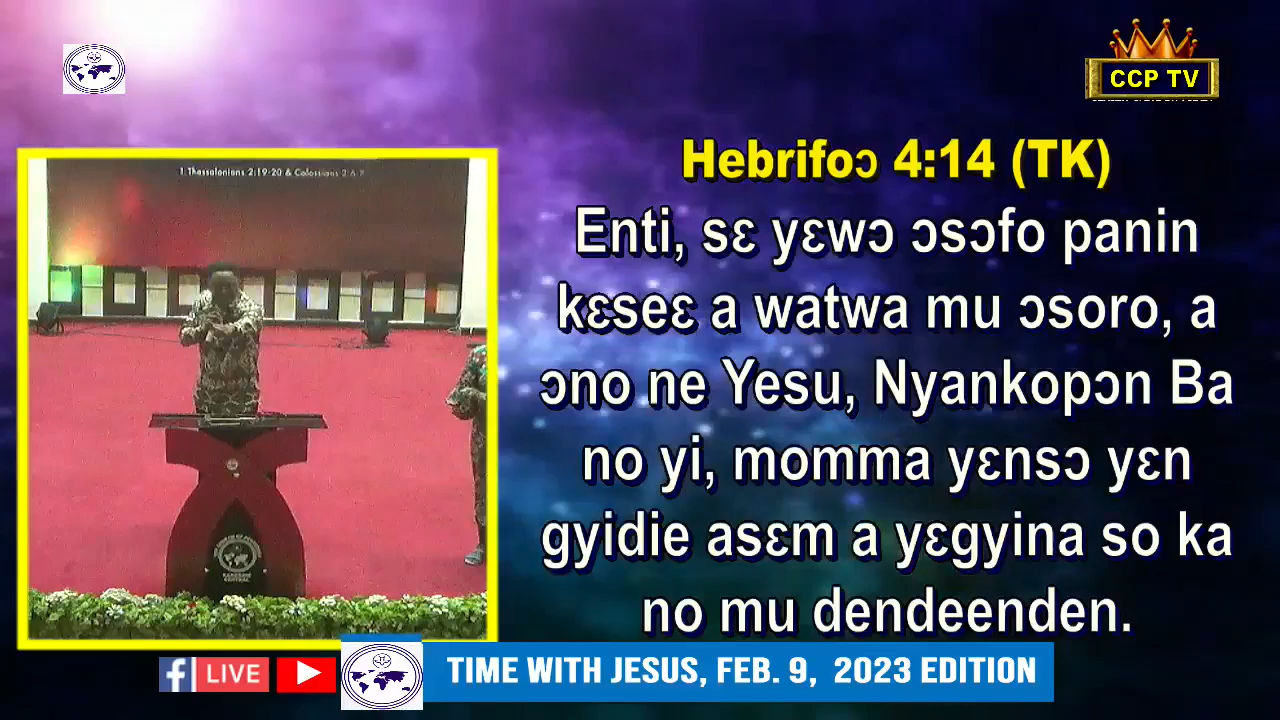 CCP TV
1 Thessalonians 2:19-20 & Colossians 2:6-7
Hebrifoɔ 4:14 (TK)
Enti, sɛ yɛwɔ ɔsɔfo panin
kɛseɛ a watwa mu ɔsoro, a
ɔno ne Yesu, Nyankopɔn Ba
no yi, momma yɛnsɔ yɛn
gyidie asɛm a yɛgyina so ka
no mu dendeenden.
f LIVE
TIME WITH JESUS, FEB. 9, 2023 EDITION